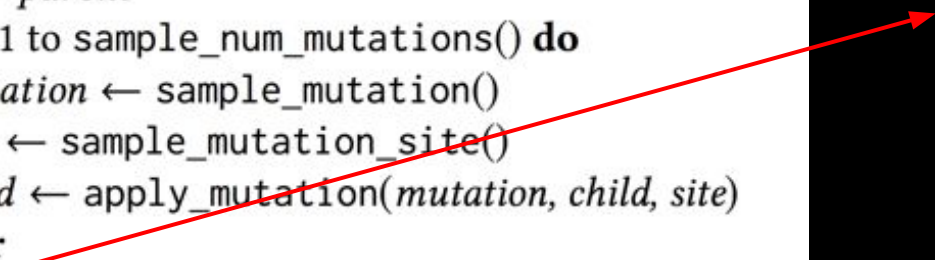 1 to sample_num_mutations() do
ation ← sample_mutation()
← sample_mutation_site()
d ← apply_mutation(mutation, child, site)